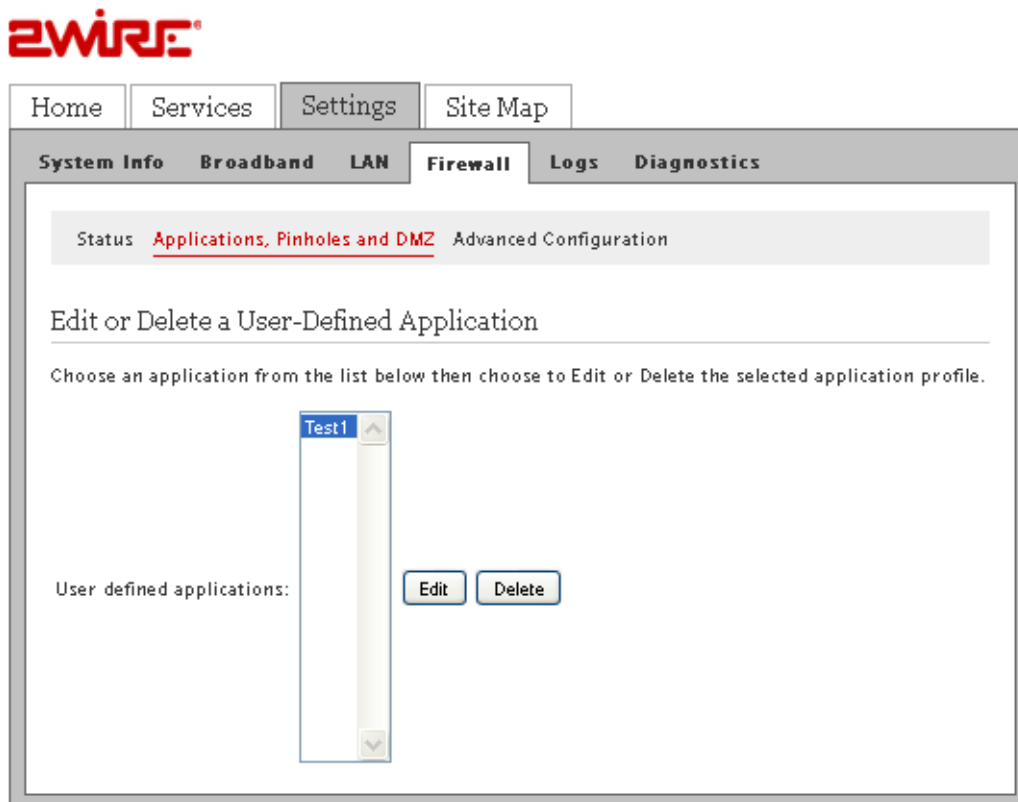 2WIRE®
Home Services Settings Site Map
System Info Broadband LAN Firewall Logs Diagnostics
Status Applications, Pinholes and DMZ Advanced Configuration
Edit or Delete a User-Defined Application
Choose an application from the list below then choose to Edit or Delete the selected application profile.
Test1
User defined applications: Edit Delete